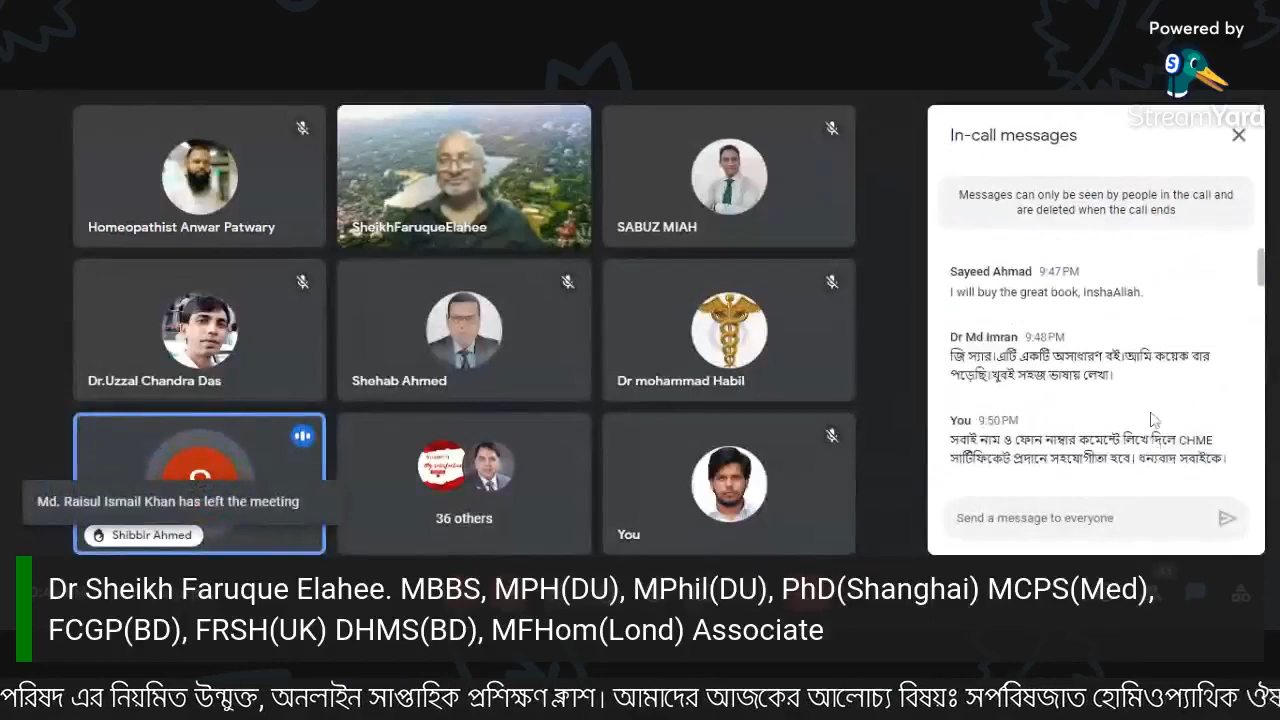 Powered by
StreamYard
In-call messages
Messages can only be seen by people in the call and
are deleted when the call ends
Sayeed Ahmad 9:47 PM
I will buy the great book, inshaAllah.
Dr Md Imran 9:48 PM
জি স্যার।এটি একটি অসাধারণ বই।আমি কয়েক বার
পড়েছি।খুবই সহজ ভাষায় লেখা।
You 9:50 PM
সবাই নাম ও ফোন নাম্বার কমেন্টে লিখে দিলে CHME
সার্টিফিকেট প্রদানে সহযোগীতা হবে। ধন্যবাদ সবাইকে।
Send a message to everyone
Homeopathist Anwar Patwary
SheikhFaruqueElahee
SABUZ MIAH
Dr.Uzzal Chandra Das
Shehab Ahmed
Dr mohammad Habil
Md. Raisul Ismail Khan has left the meeting
Shibbir Ahmed
36 others
You
Dr Sheikh Faruque Elahee. MBBS, MPH(DU), MPhil(DU), PhD(Shanghai) MCPS(Med),
FCGP(BD), FRSH(UK) DHMS(BD), MFHom(Lond) Associate
পরিষদ এর নিয়মিত উন্মুক্ত, অনলাইন সাপ্তাহিক প্রশিক্ষণ ক্লাশ। আমাদের আজকের আলোচ্য বিষয়ঃ সর্পবিষজাত হোমিওপ্যাথিক